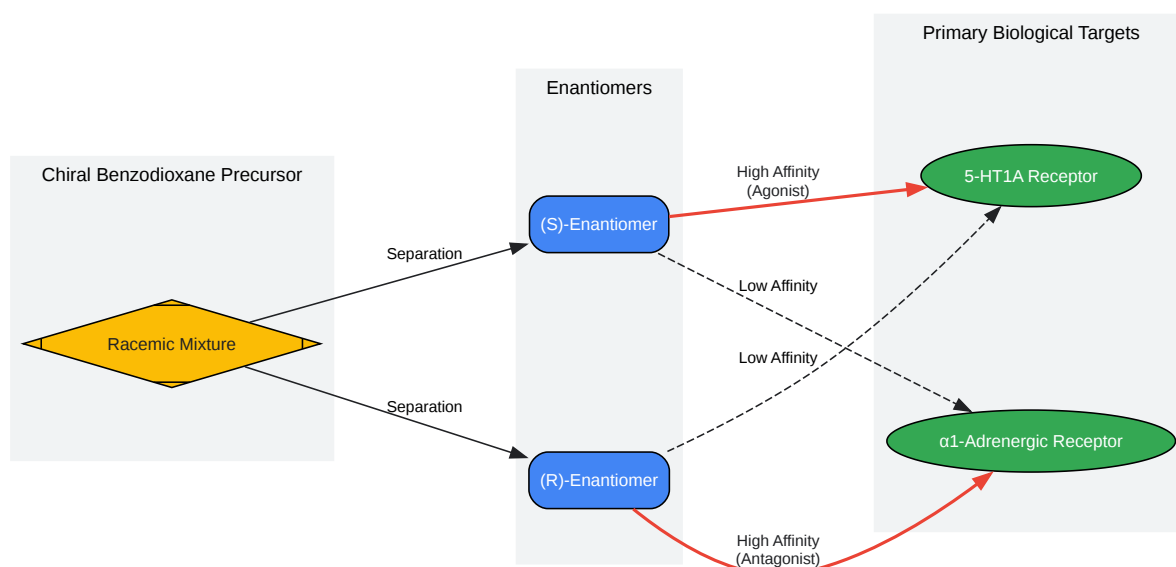 Chiral Benzodioxane Precursor
Racemic Mixture
Separation
Separation
Enantiomers
(S)-Enantiomer
(R)-Enantiomer
High Affinity
(Agonist)
Low Affinity
Low Affinity
High Affinity
(Antagonist)
Primary Biological Targets
5-HT1A Receptor
α1-Adrenergic Receptor